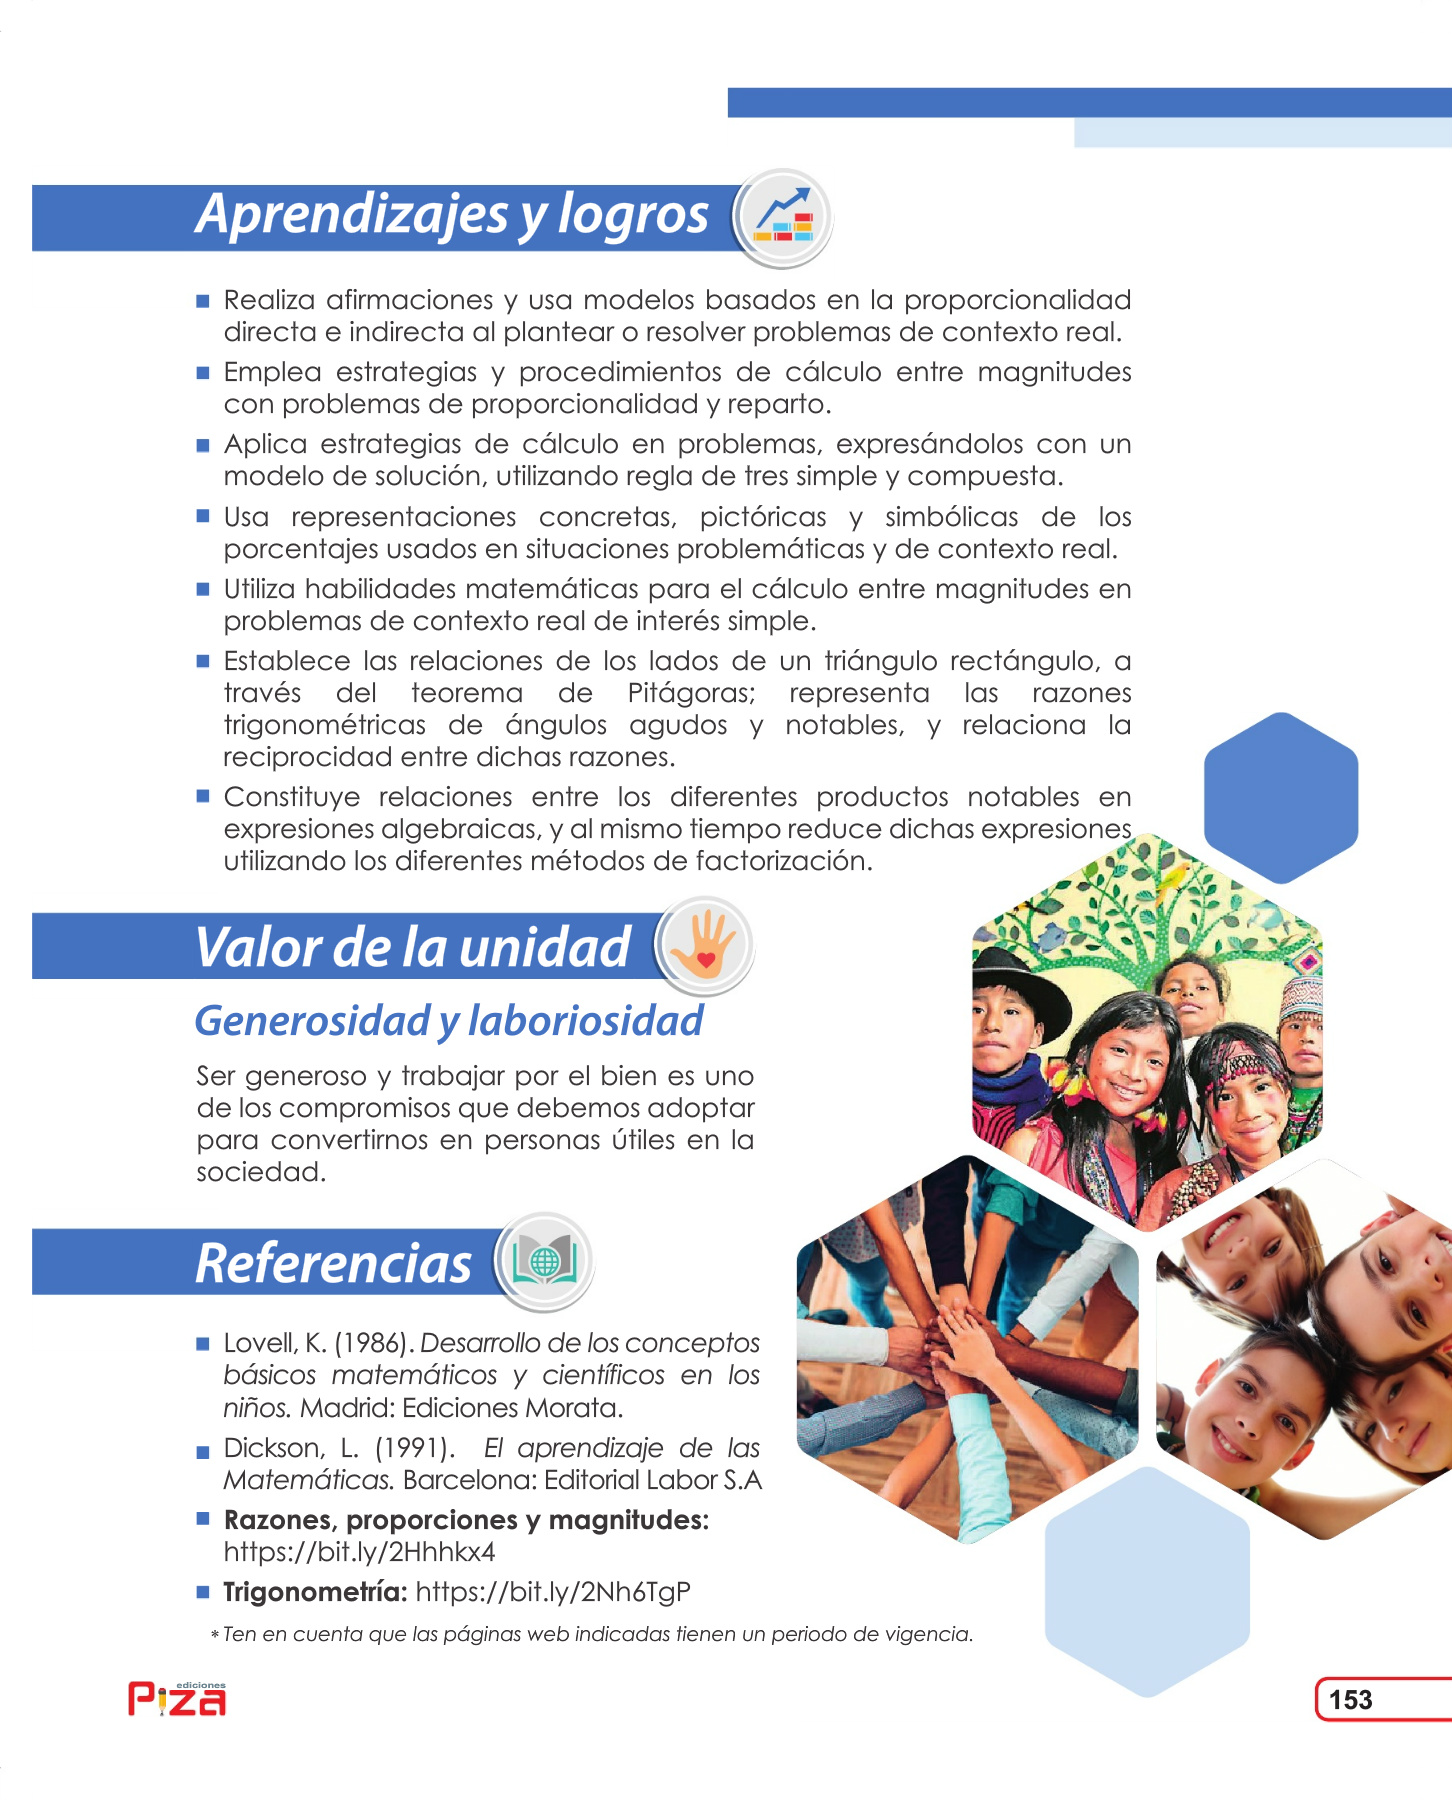 Aprendizajes y logros
Realiza afirmaciones y usa modelos basados en la proporcionalidad
directa e indirecta al plantear o resolver problemas de contexto real.
Emplea estrategias y procedimientos de cálculo entre magnitudes
con problemas de proporcionalidad y reparto.
Aplica estrategias de cálculo en problemas, expresándolos con un
modelo de solución, utilizando regla de tres simple y compuesta.
Usa representaciones concretas, pictóricas y simbólicas de los
porcentajes usados en situaciones problemáticas y de contexto real.
Utiliza habilidades matemáticas para el cálculo entre magnitudes en
problemas de contexto real de interés simple.
Establece las relaciones de los lados de un triángulo rectángulo, a
través del teorema de Pitágoras; representa las razones
trigonométricas de ángulos agudos y notables, y relaciona la
reciprocidad entre dichas razones.
Constituye relaciones entre los diferentes productos notables en
expresiones algebraicas, y al mismo tiempo reduce dichas expresiones
utilizando los diferentes métodos de factorización.
Valor de la unidad
Generosidad y laboriosidad
Ser generoso y trabajar por el bien es uno
de los compromisos que debemos adoptar
para convertirnos en personas útiles en la
sociedad.
Referencias
Lovell, K. (1986). Desarrollo de los conceptos
básicos matemáticos y científicos en los
niños. Madrid: Ediciones Morata.
Dickson, L. (1991). El aprendizaje de las
Matemáticas. Barcelona: Editorial Labor S.A
Razones, proporciones y magnitudes:
https://bit.ly/2Hhhkx4
Trigonometría: https://bit.ly/2Nh6TgP
* Ten en cuenta que las páginas web indicadas tienen un periodo de vigencia.
ediciones
Piza
153